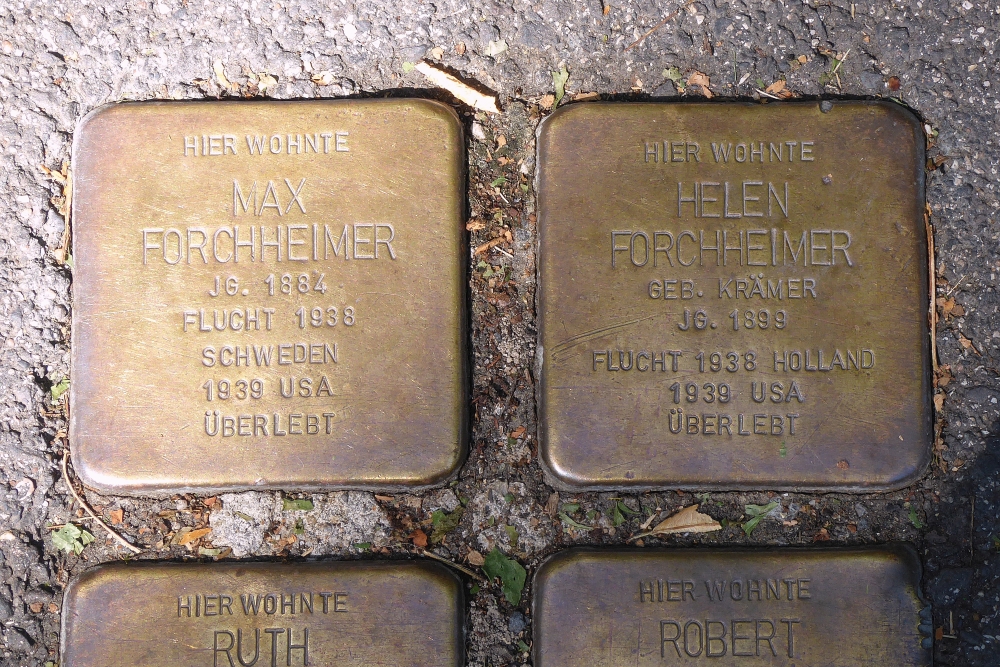 HIER WOHNTE
MAX
FORCHHEIMER
JG. 1884
FLUCHT 1938
SCHWEDEN
1939 USA
ÜBERLEBT
HIER WOHNTE
HELEN
FORCHHEIMER
GEB. KRÄMER
JG. 1899
FLUCHT 1938 HOLLAND
1939 USA
ÜBERLEBT
HIER WOHNTE
RUTH
HIER WOHNTE
ROBERT